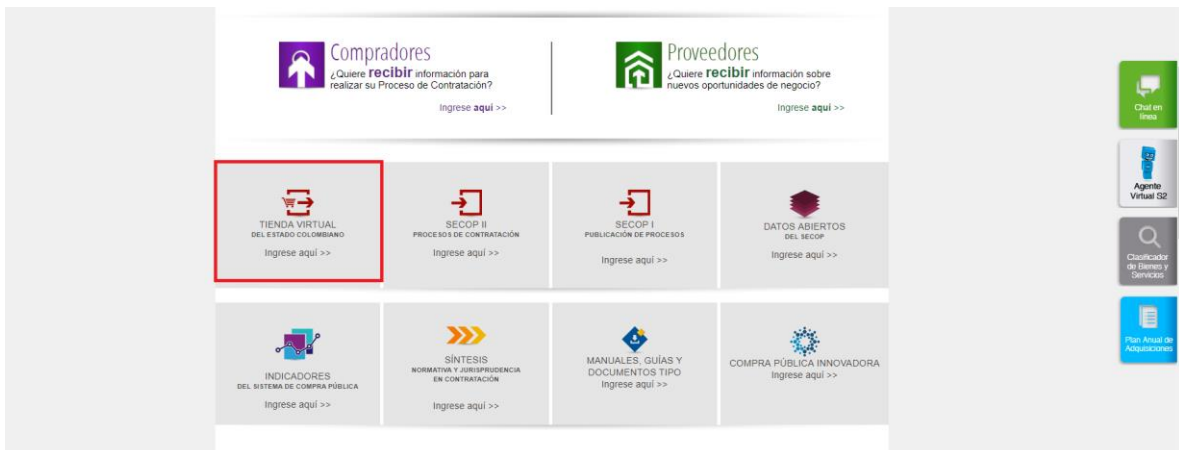 Compradores
¿Quiere recibir información para
realizar su Proceso de Contratación?
Ingrese aquí >>
Proveedores
¿Quiere recibir información sobre
nuevos oportunidades de negocio?
Ingrese aquí >>
TIENDA VIRTUAL
DEL ESTADO COLOMBIANO
Ingrese aquí >>
SECOP II
PROCESOS DE CONTRATACIÓN
Ingrese aquí >>
SECOP I
PUBLICACIÓN DE PROCESOS
Ingrese aquí >>
DATOS ABIERTOS
DEL SECOP
Ingrese aquí >>
INDICADORES
DEL SISTEMA DE COMPRA PÚBLICA
Ingrese aquí >>
SÍNTESIS
NORMATIVA Y JURISPRUDENCIA
EN CONTRATACIÓN
Ingrese aquí >>
MANUALES, GUÍAS Y
DOCUMENTOS TIPO
Ingrese aquí >>
COMPRA PÚBLICA INNOVADORA
Ingrese aquí >>
Chat en
línea
Agente
Virtual S2
Clasificador
de Bienes y
Servicios
Plan Anual de
Adquisiciones